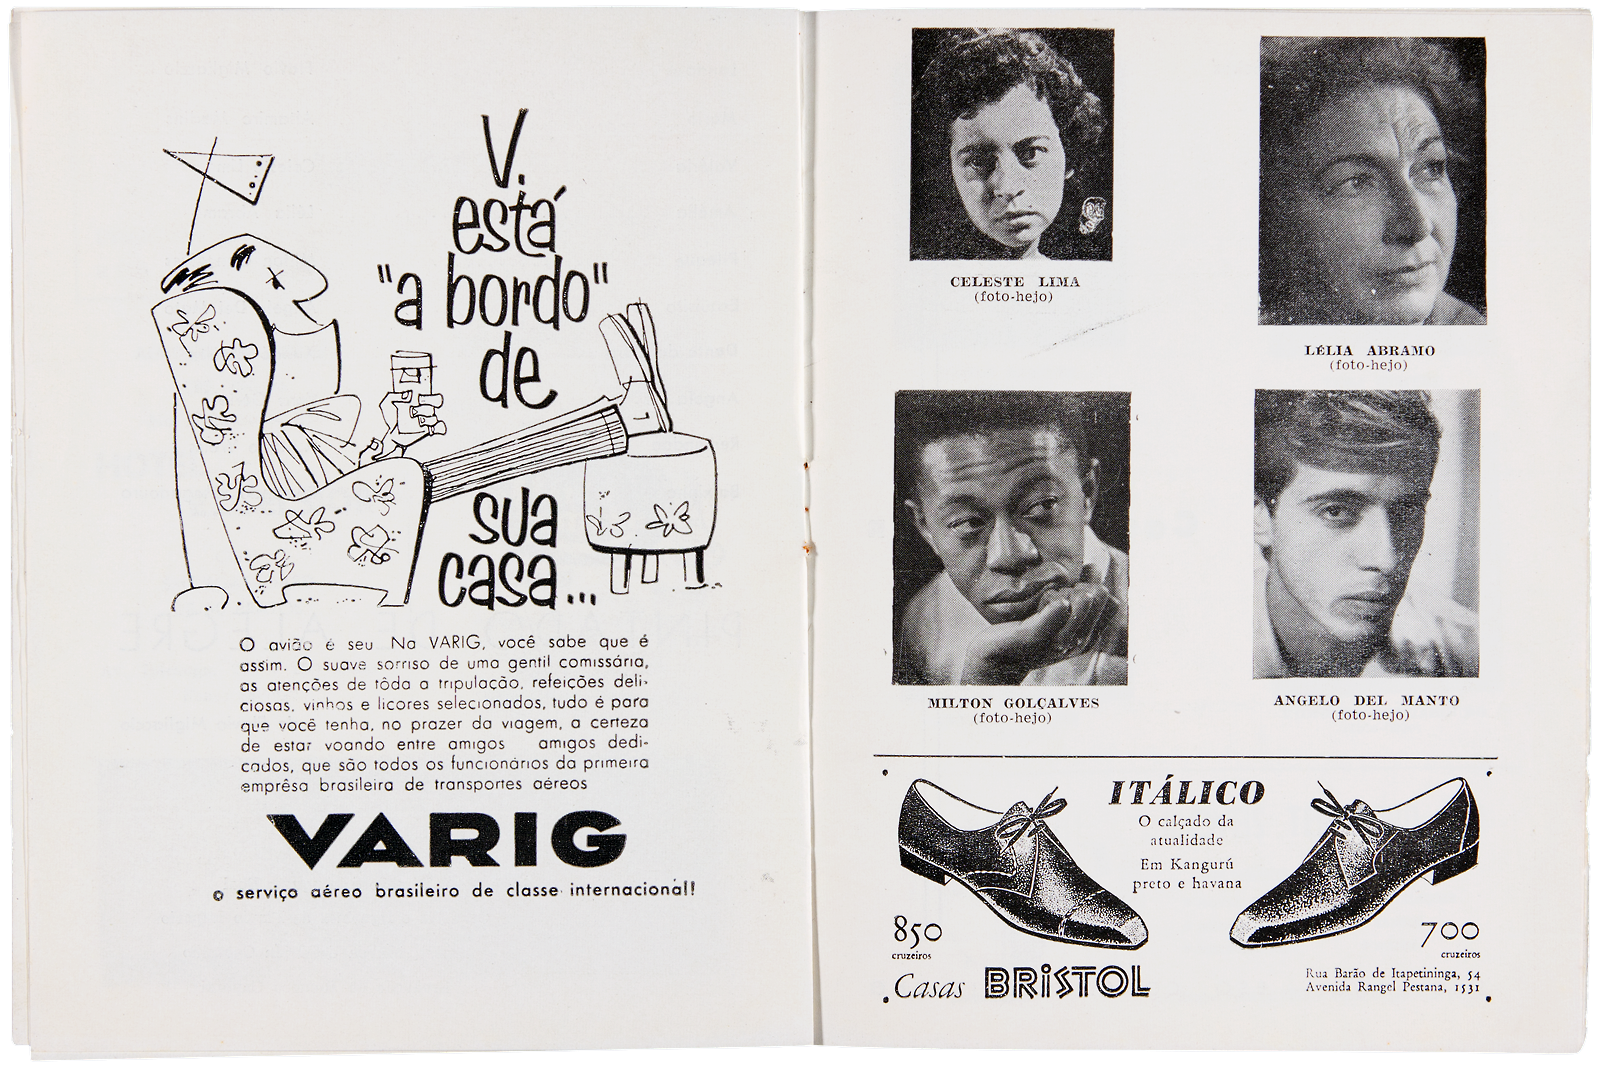 V.
está
"a bordo"
de
sua
casa...
O avião é seu Na VARIG, você sabe que é
assim. O suave sorriso de uma gentil comissária,
as atenções de tôda a tripulação, refeições deli-
ciosas, vinhos e licores selecionados, tudo é para
que você tenha, no prazer da viagem, a certeza
de estar voando entre amigos amigos dedi-
cados, que são todos os funcionários da primeira
emprêsa brasileira de transportes aéreos
VARIG
o serviço aéreo brasileiro de classe internacional!
CELESTE LIMA
(foto-hejo)
LÉLIA ABRAMO
(foto-hejo)
MILTON GOLÇALVES
(foto-hejo)
ANGELO DEL MANTO
(foto-hejo)
ITÁLICO
O calçado da
atualidade
Em Kangurú
preto e havana
850
cruzeiros
700
cruzeiros
Casas BRISTOL
Rua Barão de Itapetininga, 54
Avenida Rangel Pestana, 1531